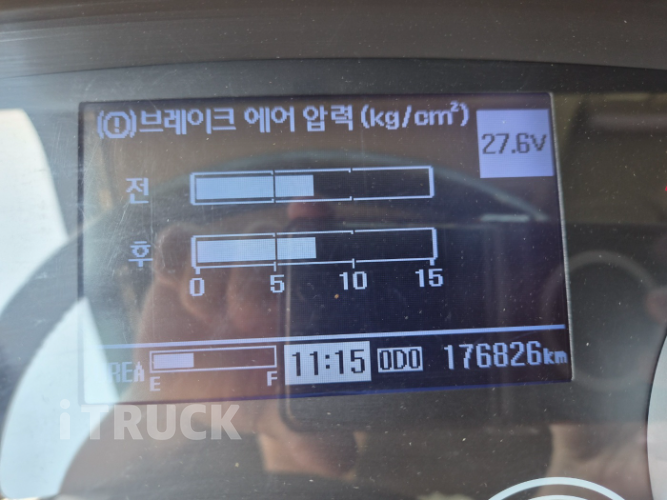 (!) 브레이크 에어 압력 (kg/cm²)
27.6V
전
후
0 5 10 15
UREA E F 11:15 ODO 176826km
iTRUCK